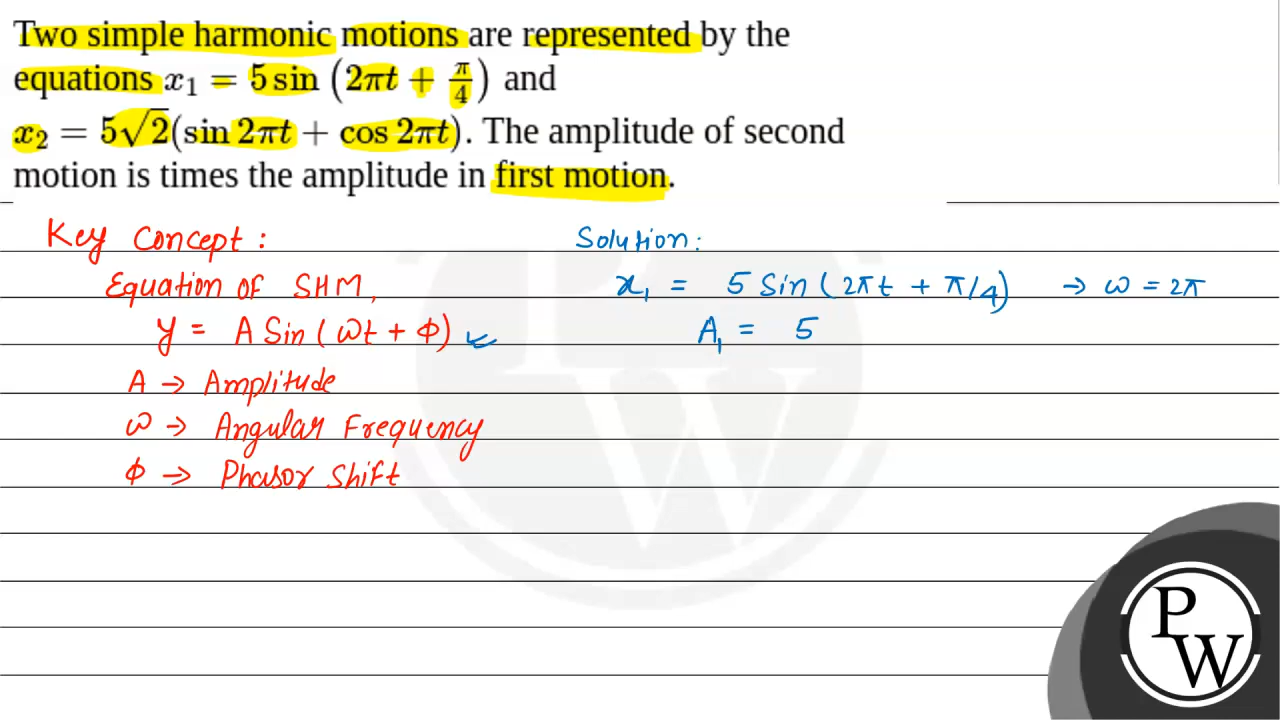 Two simple harmonic motions are represented by the
equations x₁ = 5 sin (2πt + π/4) and
x₂ = 5√2(sin 2πt + cos 2πt). The amplitude of second
motion is times the amplitude in first motion.
Key Concept :
Equation of SHM,
y = A Sin (ωt + ϕ)
A → Amplitude
ω → Angular Frequency
ϕ → Phasor Shift
Solution:
x₁ = 5 Sin (2πt + π/4) → ω = 2π
A₁ = 5
P
W
P
W